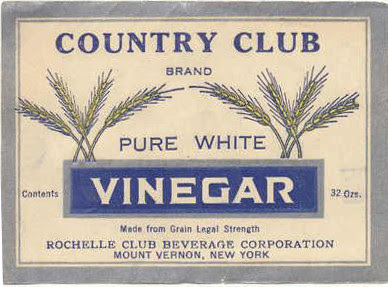 COUNTRY CLUB
BRAND
PURE WHITE
Contents VINEGAR 32 Ozs.
Made from Grain Legal Strength
ROCHELLE CLUB BEVERAGE CORPORATION
MOUNT VERNON, NEW YORK